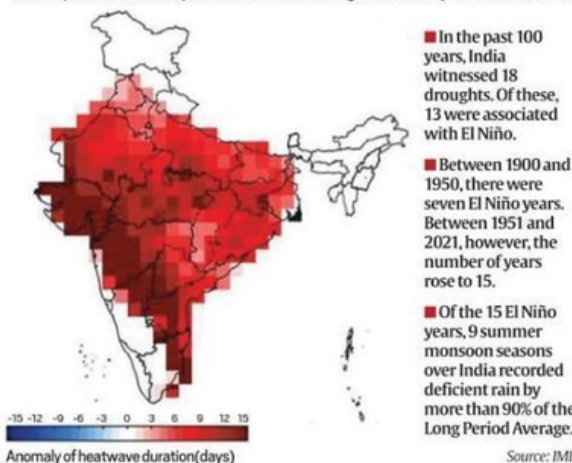 ■ In the past 100
years, India
witnessed 18
droughts. Of these,
13 were associated
with El Niño.
■ Between 1900 and
1950, there were
seven El Niño years.
Between 1951 and
2021, however, the
number of years
rose to 15.
■ Of the 15 El Niño
years, 9 summer
monsoon seasons
over India recorded
deficient rain by
more than 90% of the
Long Period Average.
-15 -12 -9 -6 -3 0 3 6 9 12 15
Anomaly of heatwave duration(days)
Source: